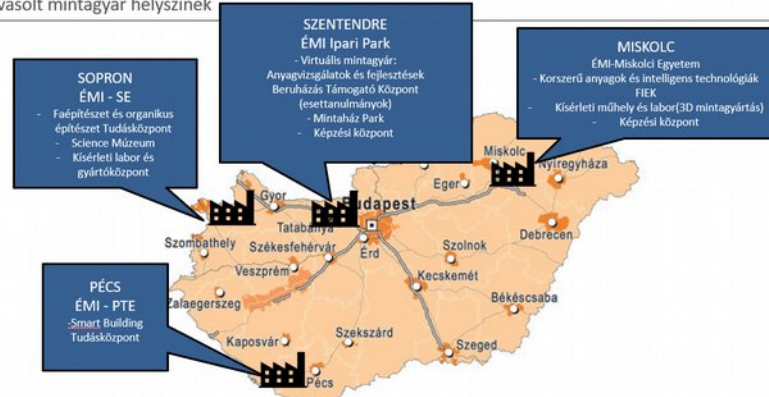 vasolt mintagyár helyszínek
SZENTENDRE
ÉMI Ipari Park
- Virtuális mintagyár:
Anyagvizsgálatok és fejlesztések
Beruházás Támogató Központ
(esettanulmányok)
- Mintaház Park
- Képzési központ
MISKOLC
ÉMI-Miskolci Egyetem
- Korszerű anyagok és intelligens technológiák
FIEK
- Kísérleti műhely és labor(3D mintagyártás)
- Képzési központ
SOPRON
ÉMI - SE
- Faépítészet és organikus
építészet Tudásközpont
- Science Múzeum
- Kísérleti labor és
gyártóközpont
PÉCS
ÉMI - PTE
-Smart Building
Tudásközpont
Miskolc
Nyíregyháza
Eger
Gyor
Budapest
Tatabánya
Debrecen
Szombathely
Székesfehérvár
Érd
Szolnok
Veszprém
Kecskemét
Zalaegerszeg
Békéscsaba
Kaposvár
Szekszárd
Szeged
Pécs